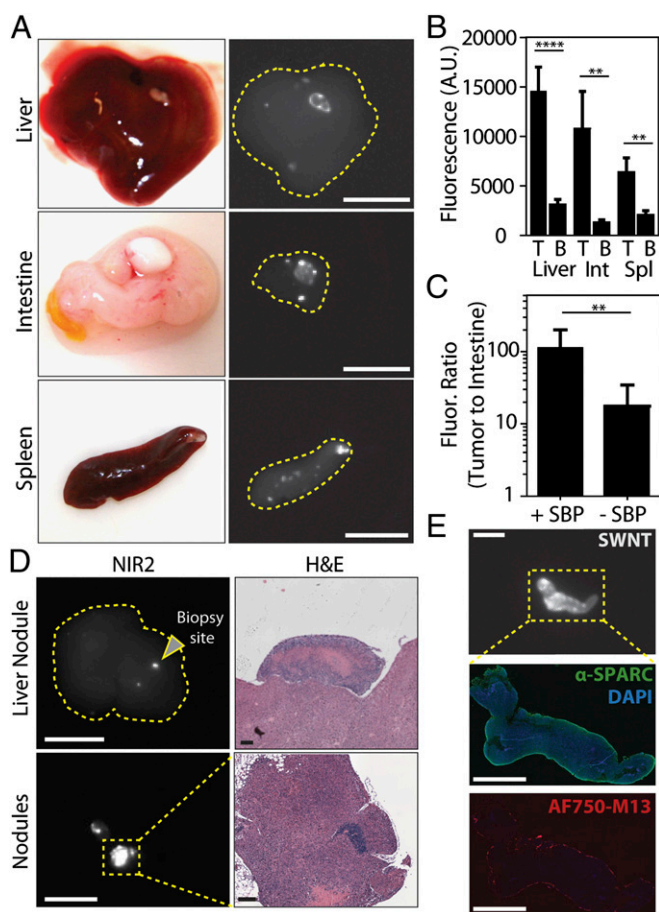 A
Liver
Intestine
Spleen
B
Fluorescence (A.U.)
20000
15000
10000
5000
0
****
**
**
T B T B T B
Liver Int Spl
C
Fluor. Ratio
(Tumor to Intestine)
100
10
1
**
+ SBP - SBP
D
NIR2
H&E
Liver Nodule
Biopsy
site
Nodules
E
SWNT
α-SPARC
DAPI
AF750-M13